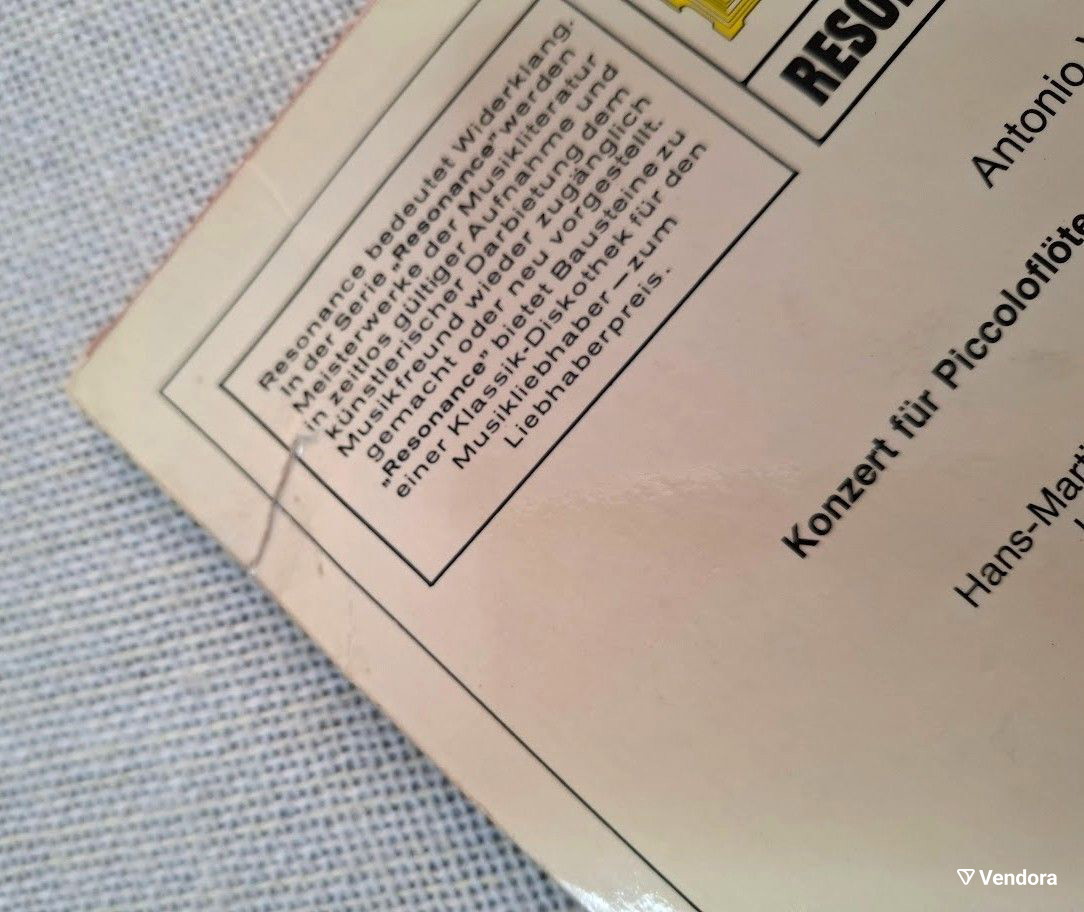 Resonance bedeutet Widerklang.
In der Serie „Resonance” werden
Meisterwerke der Musikliteratur
in zeitlos gültiger Aufnahme und
künstlerischer Darbietung dem
Musikfreund wieder zugänglich
gemacht oder neu vorgestellt.
„Resonance” bietet Bausteine zu
einer Klassik-Diskothek für den
Musikliebhaber – zum
Liebhaberpreis.
Antonio
Konzert für Piccoloflöte
Vendora